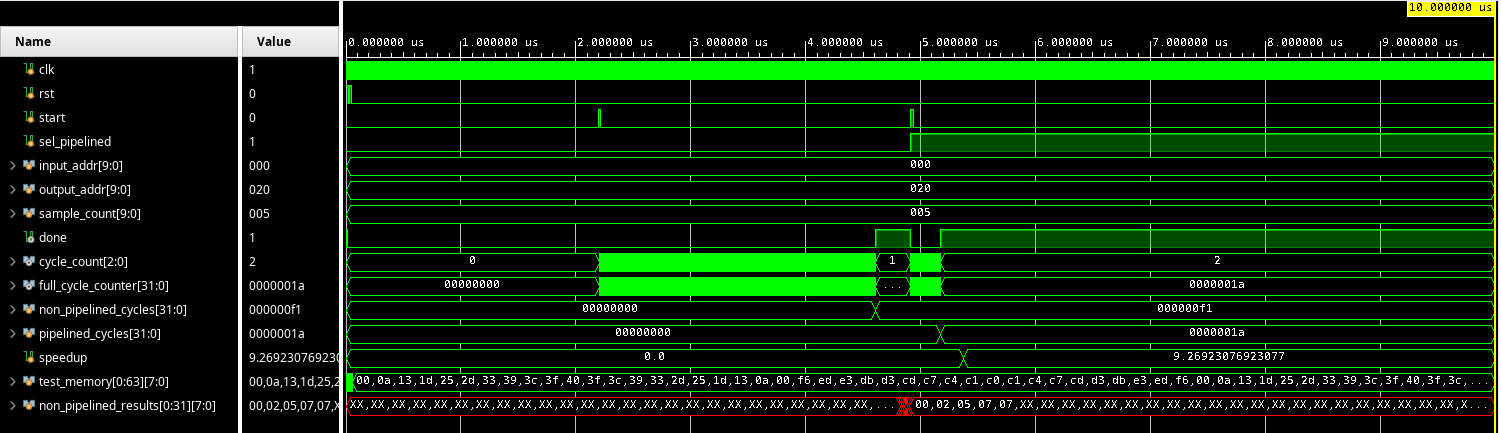 10.000000 us
Name Value 0.000000 us 1.000000 us 2.000000 us 3.000000 us 4.000000 us 5.000000 us 6.000000 us 7.000000 us 8.000000 us 9.000000 us
clk 1
rst 0
start 0
sel_pipelined 1
input_addr[9:0] 000 000
output_addr[9:0] 020 020
sample_count[9:0] 005 005
done 1
cycle_count[2:0] 2 0 1 2
full_cycle_counter[31:0] 0000001a 00000000 ... 0000001a
non_pipelined_cycles[31:0] 000000f1 00000000 000000f1
pipelined_cycles[31:0] 0000001a 00000000 0000001a
speedup 9.269230769230 0.0 9.26923076923077
test_memory[0:63][7:0] 00,0a,13,1d,25,2 00,0a,13,1d,25,2d,33,39,3c,3f,40,3f,3c,39,33,2d,25,1d,13,0a,00,f6,ed,e3,db,d3,cd,c7,c4,c1,c0,c1,c4,c7,cd,d3,db,e3,ed,f6,00,0a,13,1d,25,2d,33,39,3c,3f,40,3f,3c,...
non_pipelined_results[0:31][7:0] 00,02,05,07,07,X XX,XX,XX,XX,XX,XX,XX,XX,XX,XX,XX,XX,XX,XX,XX,XX,XX,XX,XX,XX,XX,XX,XX,XX,XX,... 00,02,05,07,07,XX,XX,XX,XX,XX,XX,XX,XX,XX,XX,XX,XX,XX,XX,XX,XX,XX,XX,XX,XX,XX,X...